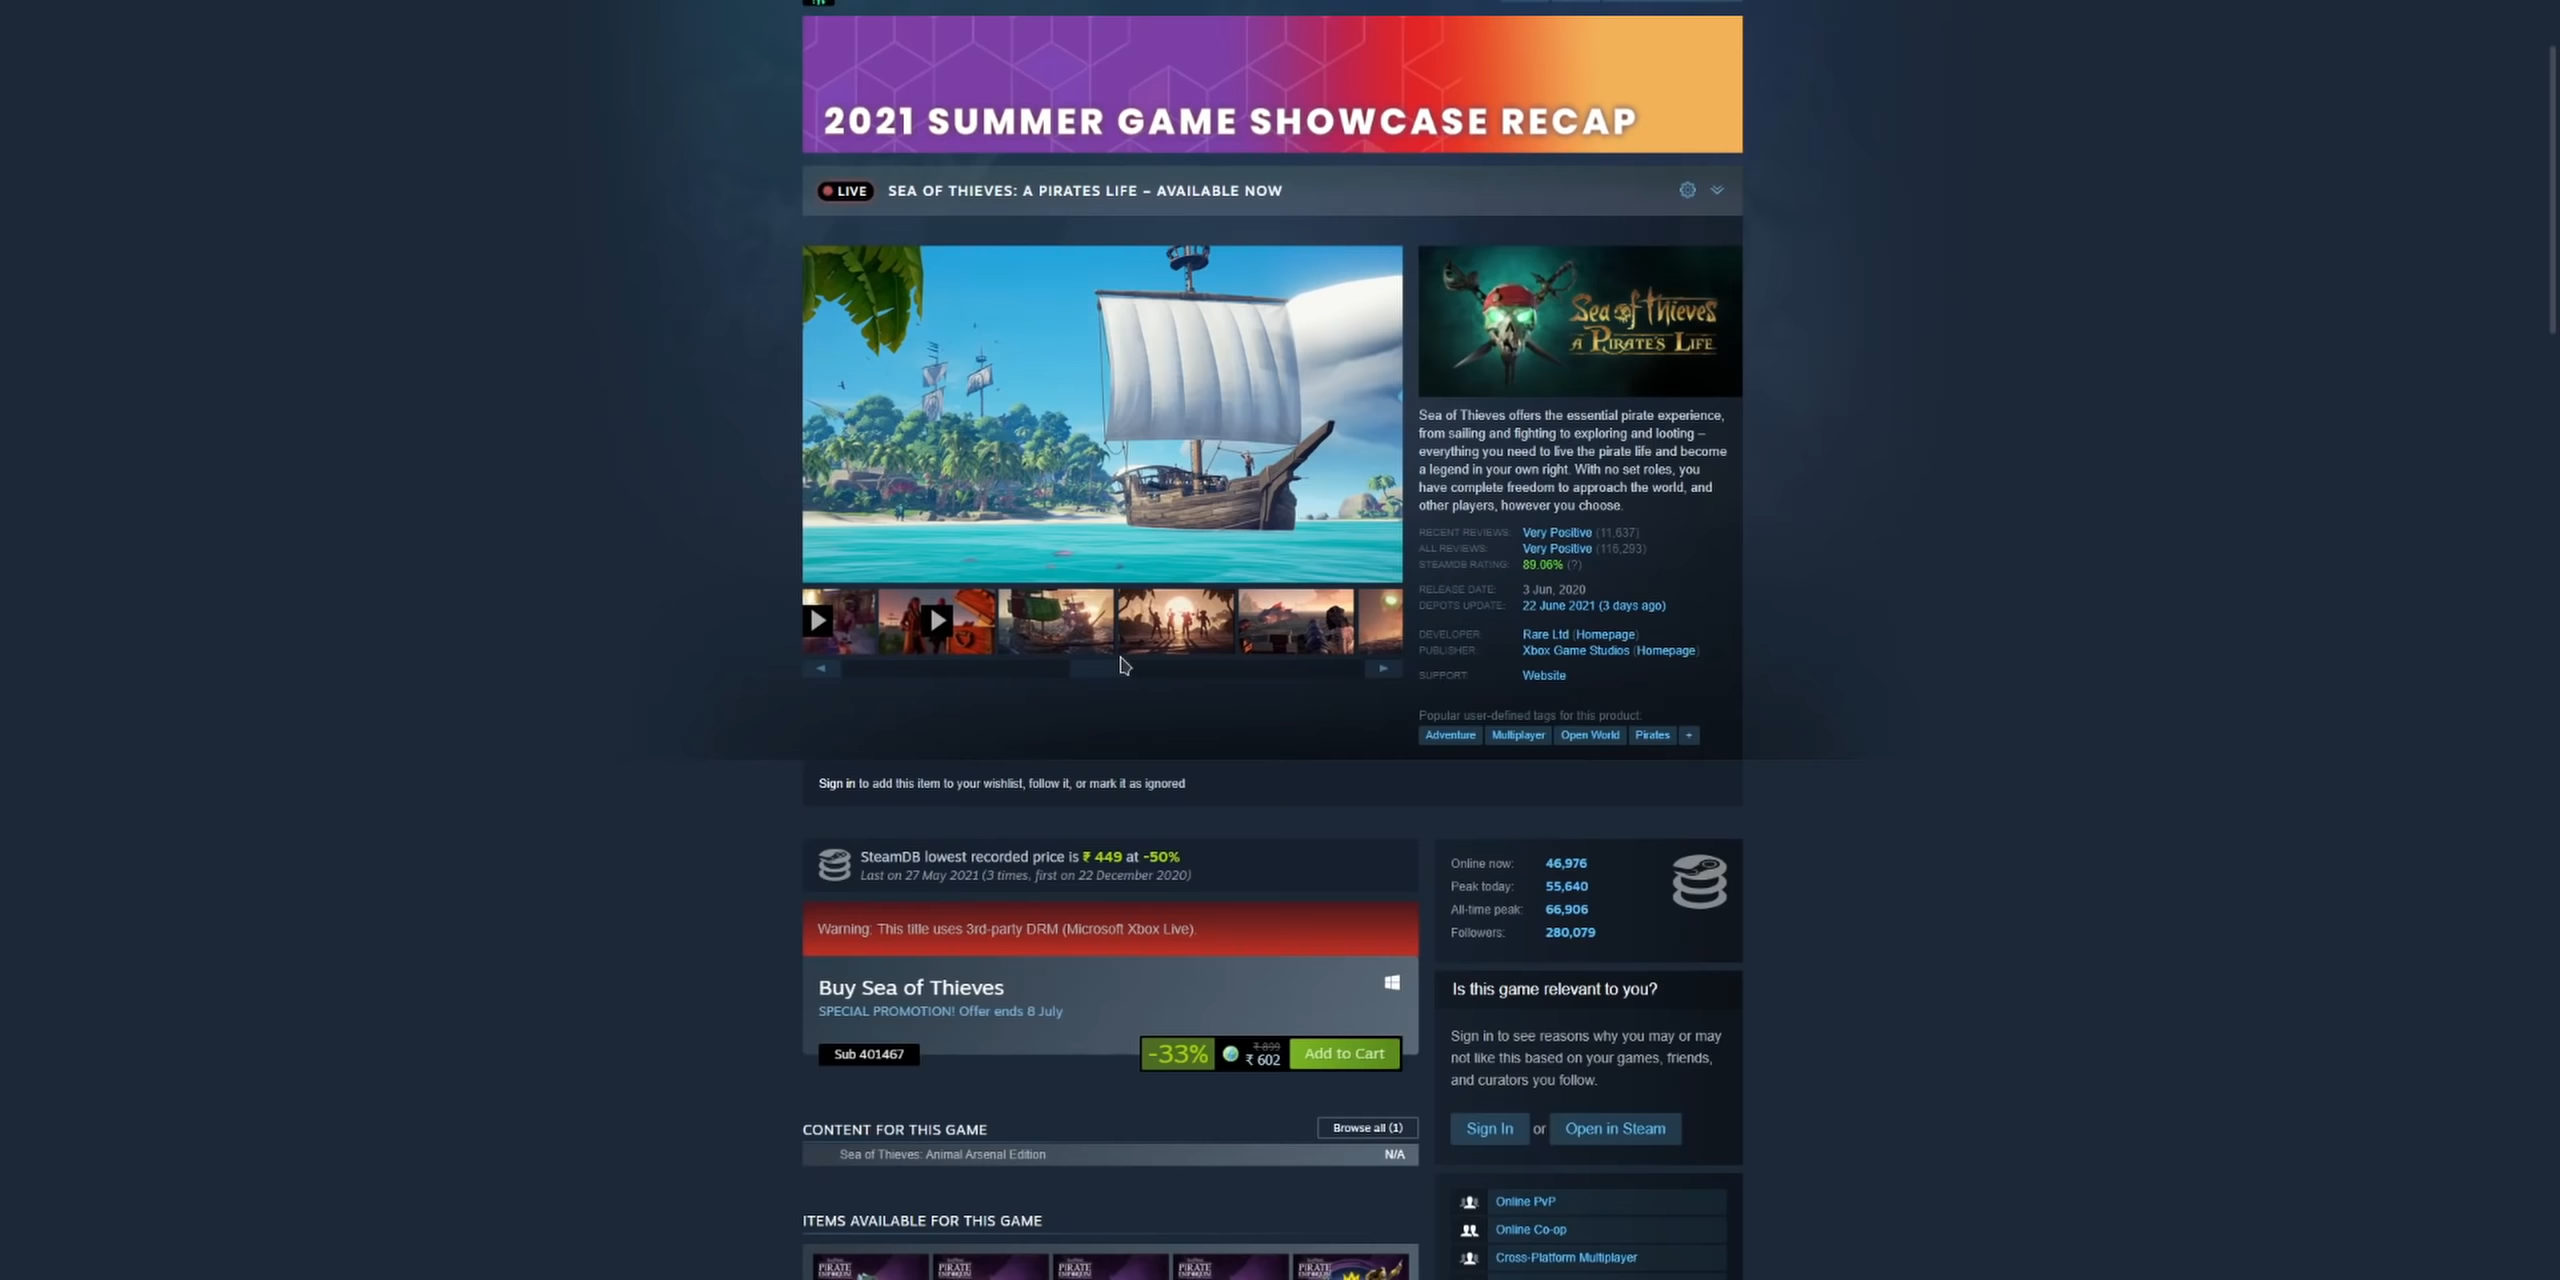 2021 SUMMER GAME SHOWCASE RECAP
LIVE SEA OF THIEVES: A PIRATES LIFE – AVAILABLE NOW
Sea of Thieves
A PIRATE'S LIFE
Sea of Thieves offers the essential pirate experience,
from sailing and fighting to exploring and looting –
everything you need to live the pirate life and become
a legend in your own right. With no set roles, you
have complete freedom to approach the world, and
other players, however you choose.
RECENT REVIEWS: Very Positive (11,637)
ALL REVIEWS: Very Positive (116,293)
STEAMDB RATING: 89.06% (?)
RELEASE DATE: 3 Jun, 2020
DEPOTS UPDATE: 22 June 2021 (3 days ago)
DEVELOPER: Rare Ltd (Homepage)
PUBLISHER: Xbox Game Studios (Homepage)
SUPPORT: Website
Popular user-defined tags for this product:
Adventure Multiplayer Open World Pirates +
Sign in to add this item to your wishlist, follow it, or mark it as ignored
SteamDB lowest recorded price is ₹ 449 at -50%
Last on 27 May 2021 (3 times, first on 22 December 2020)
Warning: This title uses 3rd-party DRM (Microsoft Xbox Live).
Buy Sea of Thieves
SPECIAL PROMOTION! Offer ends 8 July
Sub 401467
-33% ₹ 899
₹ 602
Add to Cart
CONTENT FOR THIS GAME
Browse all (1)
Sea of Thieves: Animal Arsenal Edition N/A
ITEMS AVAILABLE FOR THIS GAME
PIRATE EMPORIUM
PIRATE EMPORIUM
PIRATE EMPORIUM
PIRATE EMPORIUM
PIRATE EMPORIUM
Online now: 46,976
Peak today: 55,640
All-time peak: 66,906
Followers: 280,079
Is this game relevant to you?
Sign in to see reasons why you may or may
not like this based on your games, friends,
and curators you follow.
Sign In or Open in Steam
Online PvP
Online Co-op
Cross-Platform Multiplayer